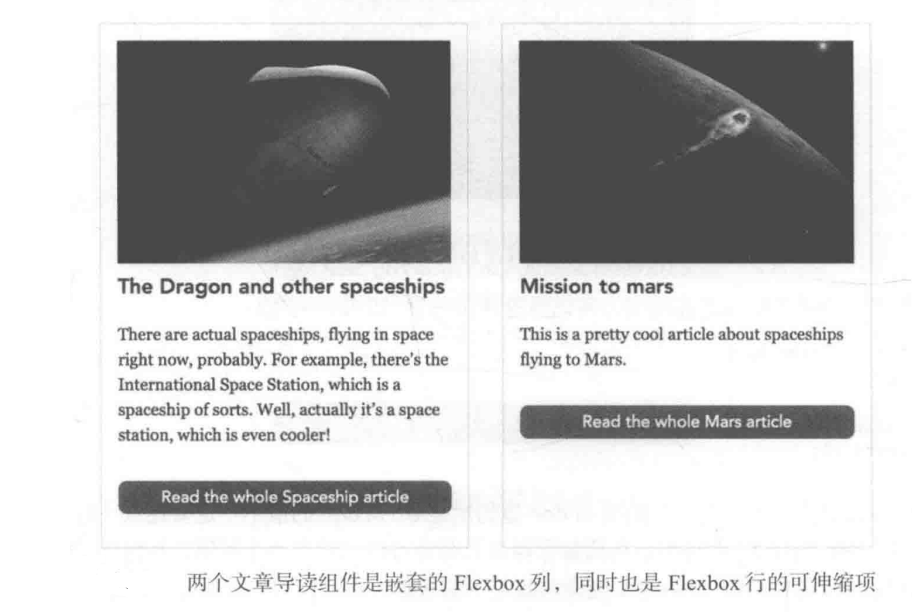 The Dragon and other spaceships
There are actual spaceships, flying in space
right now, probably. For example, there's the
International Space Station, which is a
spaceship of sorts. Well, actually it's a space
station, which is even cooler!
Read the whole Spaceship article
Mission to mars
This is a pretty cool article about spaceships
flying to Mars.
Read the whole Mars article
两个文章导读组件是嵌套的 Flexbox 列，同时也是 Flexbox 行的可伸缩项